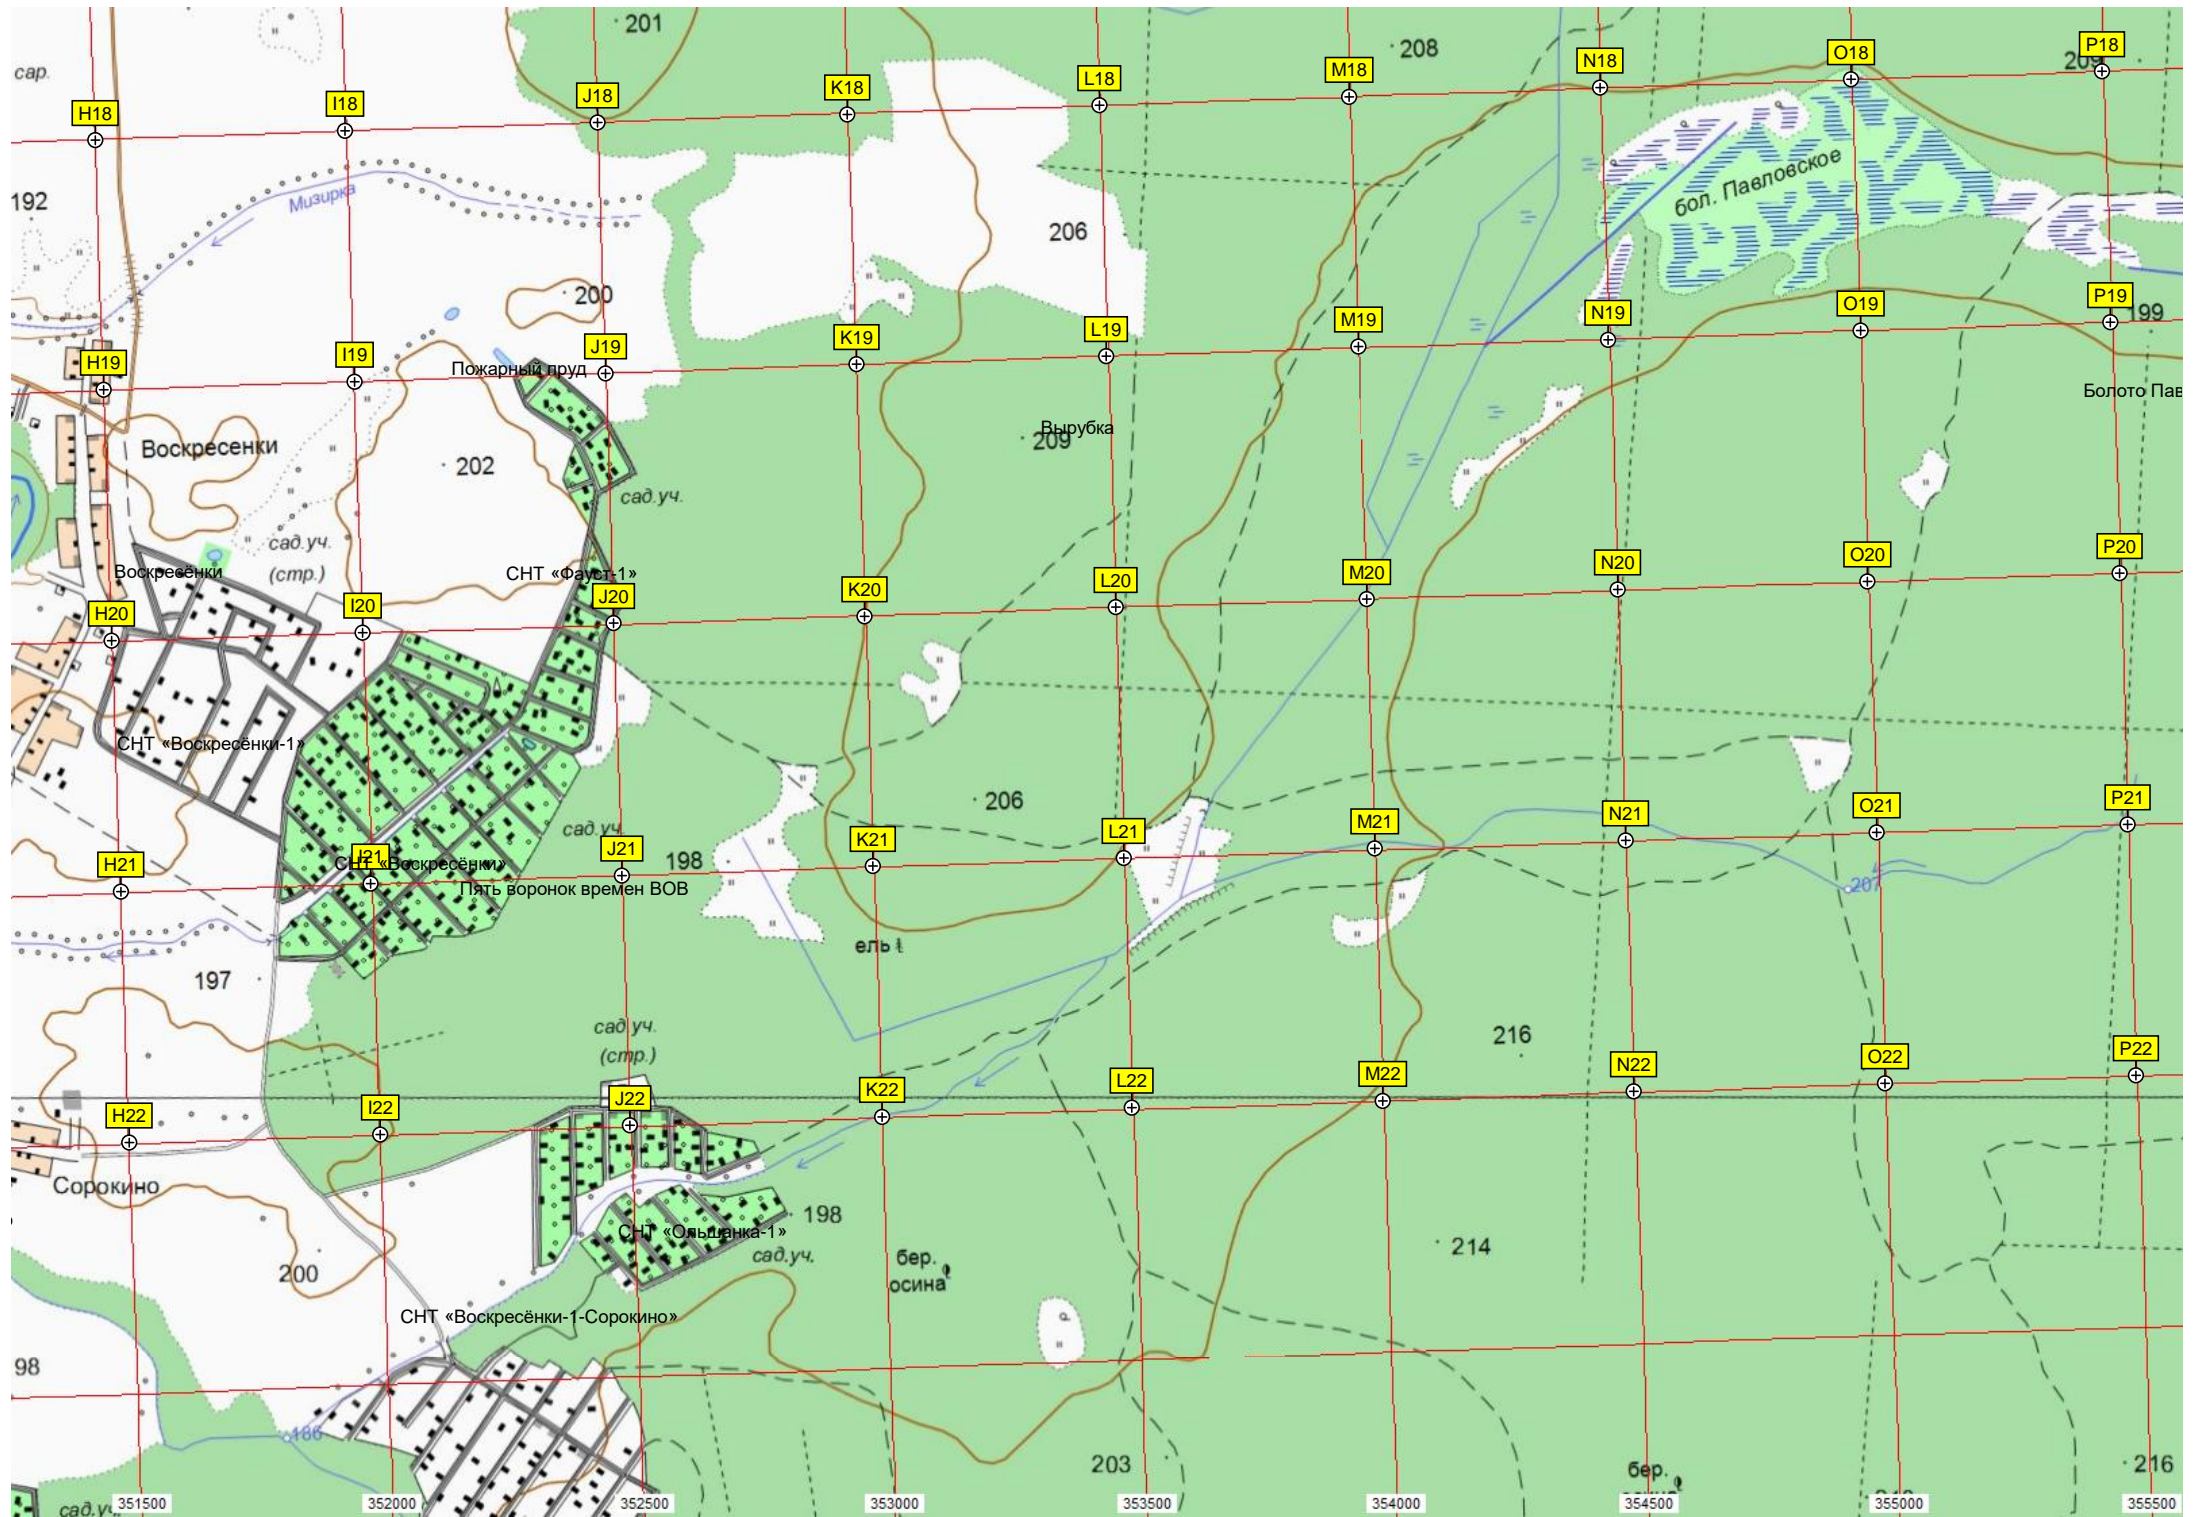 201
208
209
сар.
H18
I18
J18
K18
L18
M18
N18
O18
P18
192
Мизирка
206
бол. Павловское
200
199
H19
I19
J19
K19
L19
M19
N19
O19
P19
Пожарный пруд
Болото Пав
Воскресенки
202
Вырубка
209
сад.уч.
сад.уч.
(стр.)
Воскресёнки
СНТ «Фауст-1»
H20
I20
J20
K20
L20
M20
N20
O20
P20
СНТ «Воскресёнки-1»
206
сад.уч.
198
H21
I21
J21
K21
L21
M21
N21
O21
P21
СНТ «Воскресёнки»
Пять воронок времен ВОВ
207
ель
197
сад.уч.
(стр.)
216
H22
I22
J22
K22
L22
M22
N22
O22
P22
Сорокино
198
СНТ «Ольшанка-1»
сад.уч.
214
200
бер.
осина
СНТ «Воскресёнки-1-Сорокино»
98
186
203
бер.
216
сад.уч.
351500
352000
352500
353000
353500
354000
354500
355000
355500